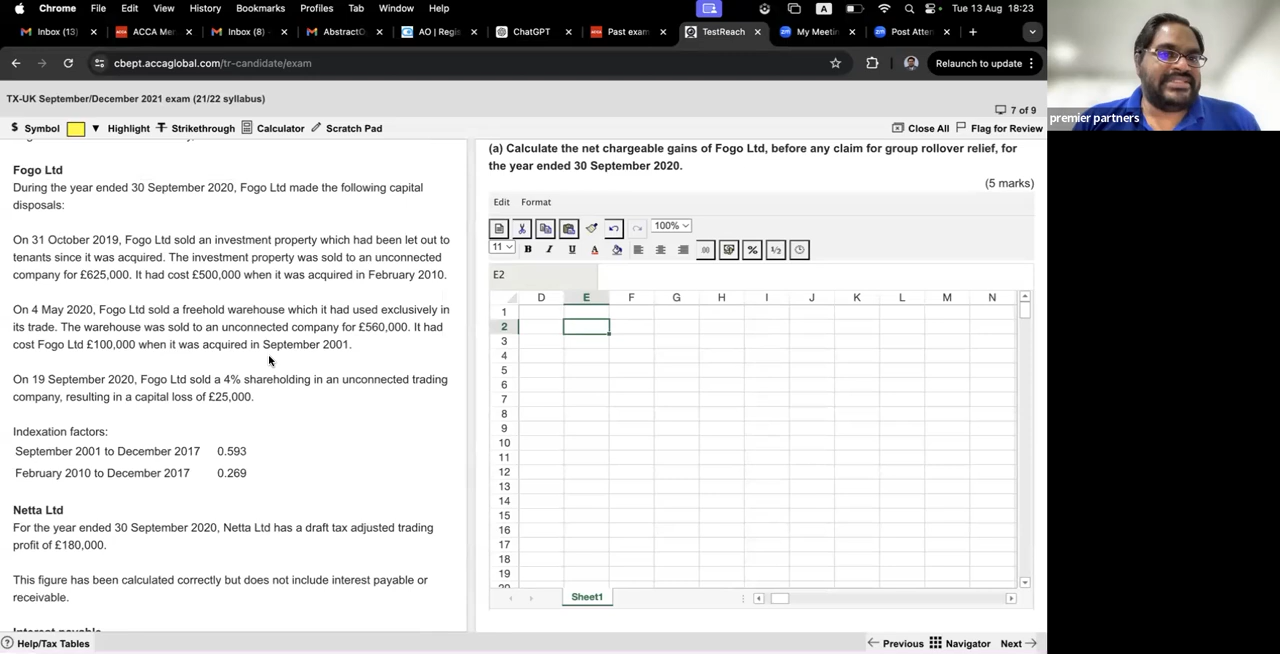 Chrome File Edit View History Bookmarks Profiles Tab Window Help A Tue 13 Aug 18:23
Inbox (13) ACCA Me Inbox (8) - AbstractO AO | Regis ChatGPT Past exam TestReach My Meetin Post Atten
cbept.accaglobal.com/tr-candidate/exam Relaunch to update
TX-UK September/December 2021 exam (21/22 syllabus)
7 of 9
$ Symbol Highlight Strikethrough Calculator Scratch Pad Close All Flag for Review
premier partners
Fogo Ltd
During the year ended 30 September 2020, Fogo Ltd made the following capital
disposals:
On 31 October 2019, Fogo Ltd sold an investment property which had been let out to
tenants since it was acquired. The investment property was sold to an unconnected
company for £625,000. It had cost £500,000 when it was acquired in February 2010.
On 4 May 2020, Fogo Ltd sold a freehold warehouse which it had used exclusively in
its trade. The warehouse was sold to an unconnected company for £560,000. It had
cost Fogo Ltd £100,000 when it was acquired in September 2001.
On 19 September 2020, Fogo Ltd sold a 4% shareholding in an unconnected trading
company, resulting in a capital loss of £25,000.
Indexation factors:
September 2001 to December 2017 0.593
February 2010 to December 2017 0.269
Netta Ltd
For the year ended 30 September 2020, Netta Ltd has a draft tax adjusted trading
profit of £180,000.
This figure has been calculated correctly but does not include interest payable or
receivable.
Interest payable
(a) Calculate the net chargeable gains of Fogo Ltd, before any claim for group rollover relief, for
the year ended 30 September 2020.
(5 marks)
Edit Format
100%
11 B I U A .00 % 1/2
E2
D E F G H I J K L M N
1
2
3
4
5
6
7
8
9
10
11
12
13
14
15
16
17
18
19
Sheet1
Help/Tax Tables Previous Navigator Next